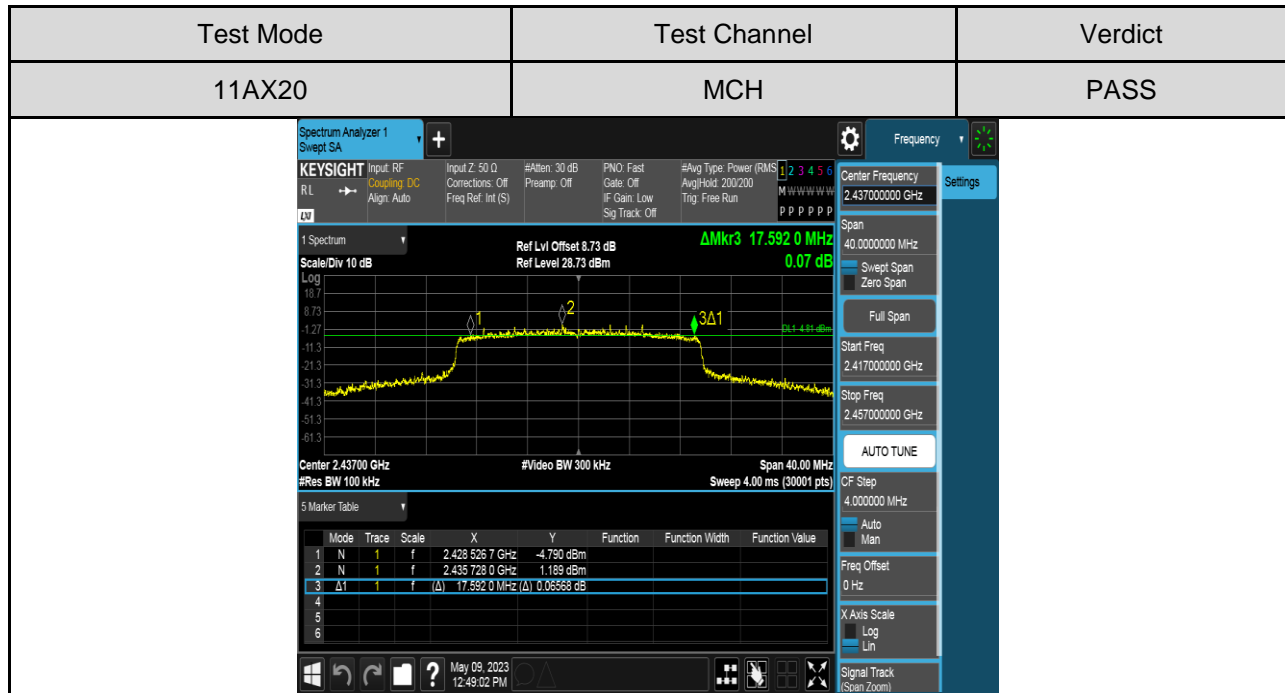 Test Mode Test Channel Verdict
11AX20 MCH PASS
Spectrum Analyzer 1
Swept SA
+
Frequency
KEYSIGHT
RL
LXI
Input: RF
Coupling: DC
Align: Auto
Input Z: 50 Ω
Corrections: Off
Freq Ref: Int (S)
#Atten: 30 dB
Preamp: Off
PNO: Fast
Gate: Off
IF Gain: Low
Sig Track: Off
#Avg Type: Power (RMS
Avg|Hold: 200/200
Trig: Free Run
1 2 3 4 5 6
M W W W W W
P P P P P P
1 Spectrum
Scale/Div 10 dB
Ref Lvl Offset 8.73 dB
Ref Level 28.73 dBm
ΔMkr3 17.592 0 MHz
0.07 dB
Log
18.7
8.73
-1.27
-11.3
-21.3
-31.3
-41.3
-51.3
-61.3
1
2
3Δ1
DL1 -4.81 dBm
Center 2.43700 GHz
#Res BW 100 kHz
#Video BW 300 kHz
Span 40.00 MHz
Sweep 4.00 ms (30001 pts)
5 Marker Table
Mode Trace Scale X Y Function Function Width Function Value
1 N 1 f 2.428 526 7 GHz -4.790 dBm
2 N 1 f 2.435 728 0 GHz 1.189 dBm
3 Δ1 1 f (Δ) 17.592 0 MHz (Δ) 0.06568 dB
4
5
6
?
May 09, 2023
12:49:02 PM
Center Frequency
2.437000000 GHz
Settings
Span
40.0000000 MHz
Swept Span
Zero Span
Full Span
Start Freq
2.417000000 GHz
Stop Freq
2.457000000 GHz
AUTO TUNE
CF Step
4.000000 MHz
Auto
Man
Freq Offset
0 Hz
X Axis Scale
Log
Lin
Signal Track
(Span Zoom)